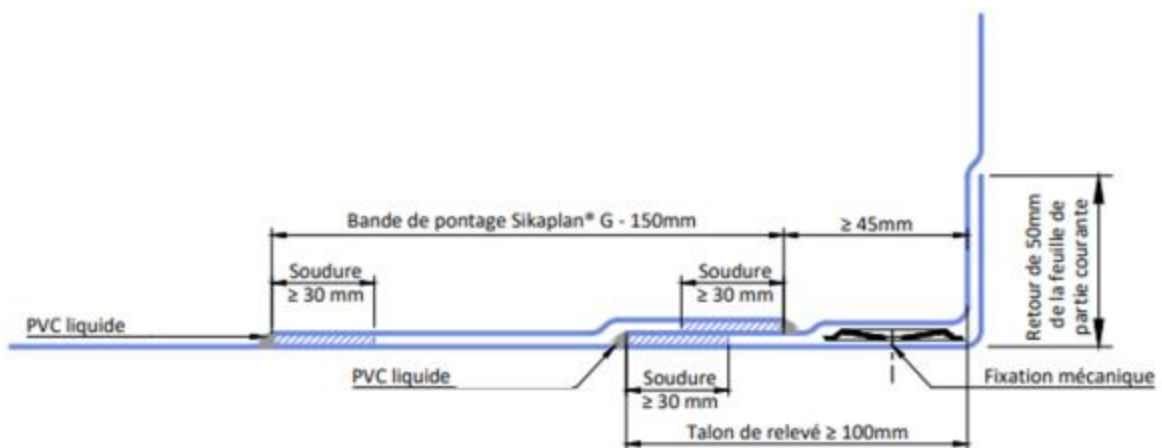 Bande de pontage Sikaplan® G - 150mm
≥ 45mm
Retour de 50mm
de la feuille de
partie courante
Soudure
≥ 30 mm
Soudure
≥ 30 mm
PVC liquide
PVC liquide
Soudure
≥ 30 mm
Fixation mécanique
Talon de relevé ≥ 100mm